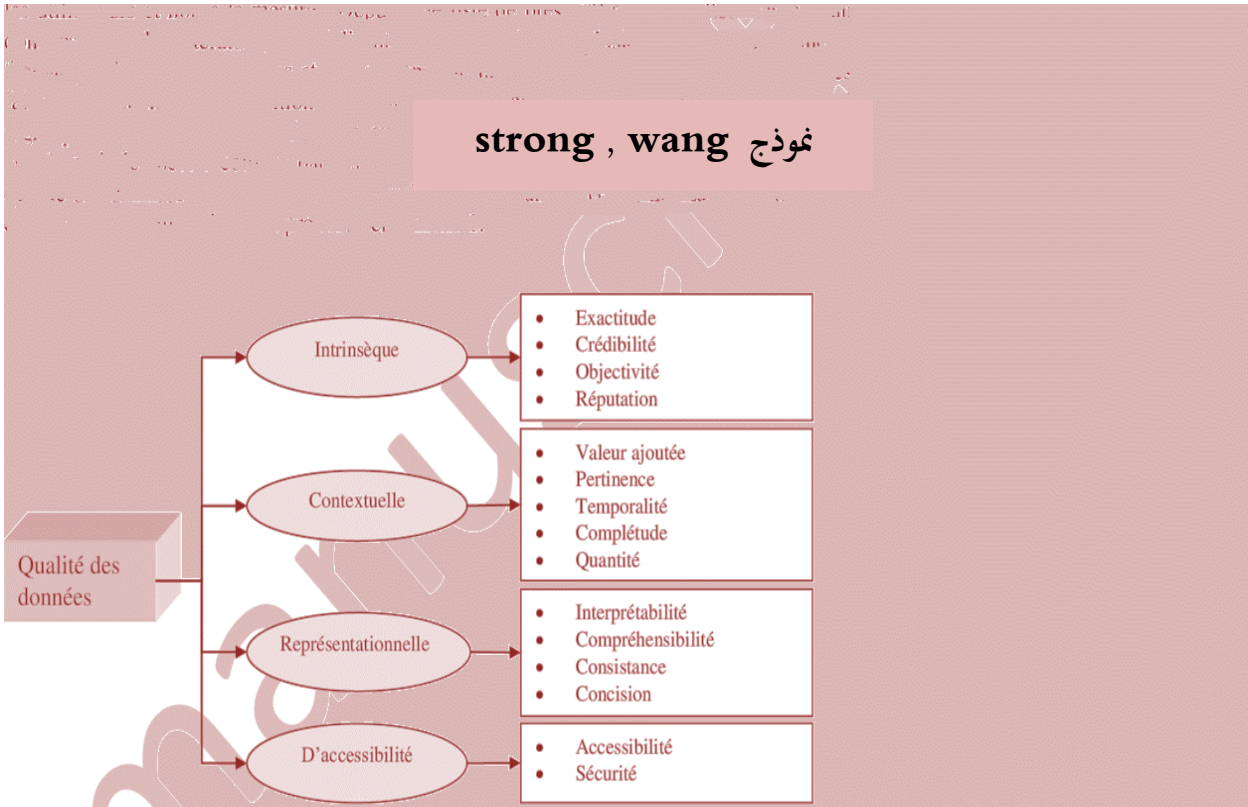 نموذج strong , wang
Intrinsèque
Exactitude
Crédibilité
Objectivité
Réputation
Contextuelle
Valeur ajoutée
Pertinence
Temporalité
Complétude
Quantité
Qualité des
données
Représentationnelle
Interprétabilité
Compréhensibilité
Consistance
Concision
D'accessibilité
Accessibilité
Sécurité